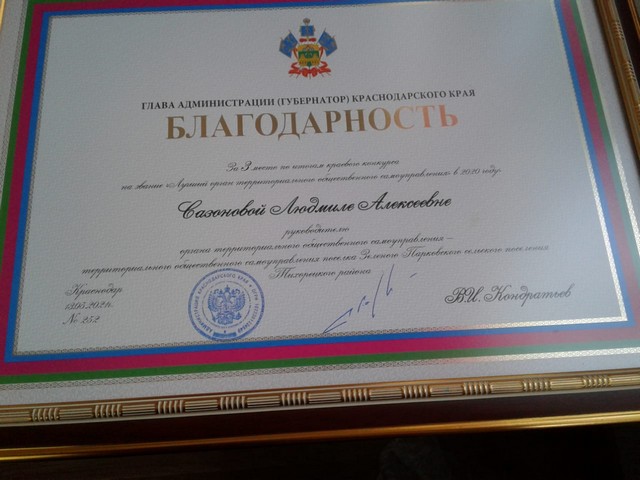 ГЛАВА АДМИНИСТРАЦИИ (ГУБЕРНАТОР) КРАСНОДАРСКОГО КРАЯ
БЛАГОДАРНОСТЬ
За 3 место по итогам краевого конкурса
на звание «Лучший орган территориального общественного самоуправления» в 2020 году
Сазоновой Людмиле Алексеевне
руководителю
органа территориального общественного самоуправления –
территориального общественного самоуправления поселка Зеленого Парковского сельского поселения
Тихорецкого района
Краснодар
В.И. Кондратьев
№ 252